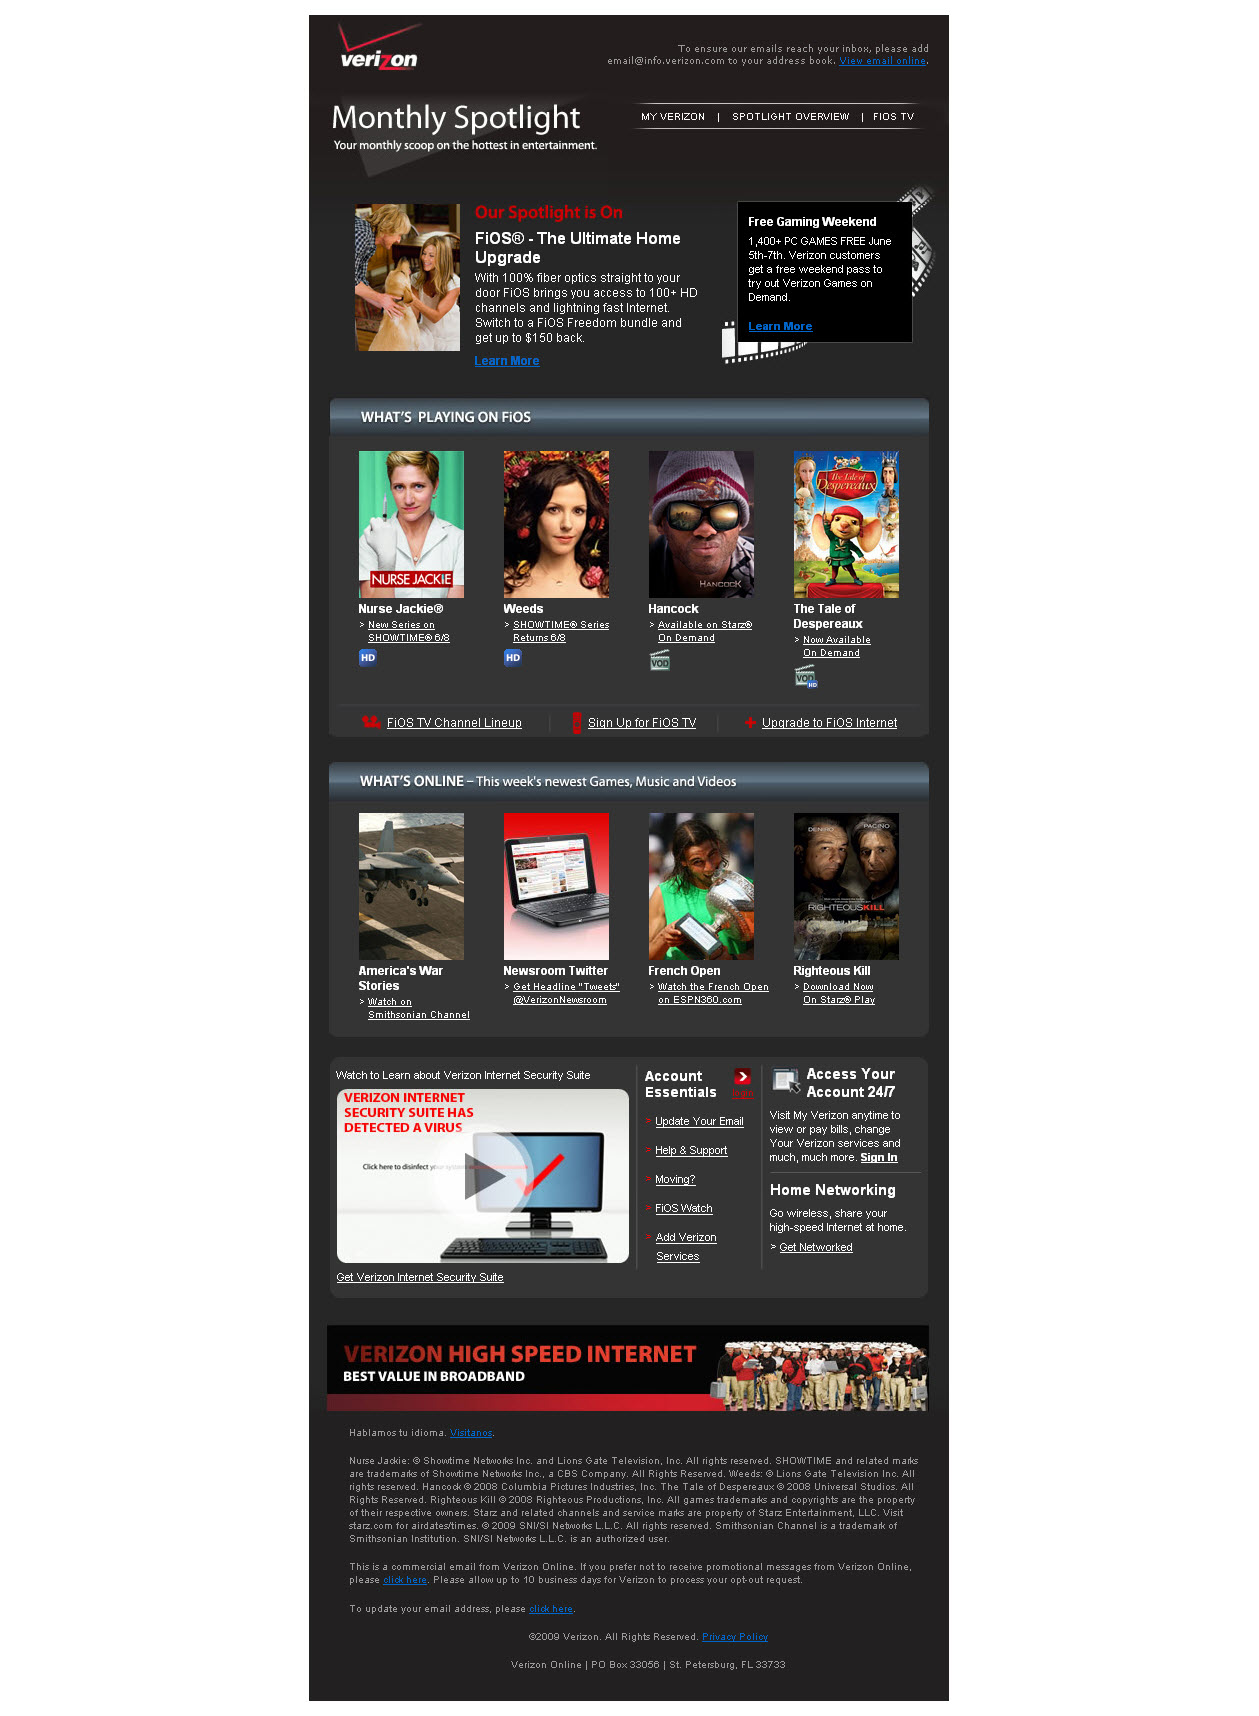 verizon
To ensure our emails reach your inbox, please add
email@info.verizon.com to your address book. View email online.
Monthly Spotlight
Your monthly scoop on the hottest in entertainment.
MY VERIZON | SPOTLIGHT OVERVIEW | FIOS TV
Our Spotlight is On
FiOS® - The Ultimate Home
Upgrade
With 100% fiber optics straight to your
door FiOS brings you access to 100+ HD
channels and lightning fast Internet.
Switch to a FiOS Freedom bundle and
get up to $150 back.
Learn More
Free Gaming Weekend
1,400+ PC GAMES FREE June
5th-7th. Verizon customers
get a free weekend pass to
try out Verizon Games on
Demand.
Learn More
WHAT'S PLAYING ON FiOS
NURSE JACKIE
Nurse Jackie®
> New Series on
SHOWTIME® 6/8
HD
Weeds
> SHOWTIME® Series
Returns 6/8
HD
HANCOCK
Hancock
> Available on Starz®
On Demand
VOD
The Tale of
Despereaux
The Tale of
Despereaux
> Now Available
On Demand
VOD HD
FiOS TV Channel Lineup
Sign Up for FiOS TV
Upgrade to FiOS Internet
WHAT'S ONLINE – This week's newest Games, Music and Videos
America's War
Stories
> Watch on
Smithsonian Channel
Newsroom Twitter
> Get Headline "Tweets"
@VerizonNewsroom
French Open
> Watch the French Open
on ESPN360.com
DENIRO PACINO
RIGHTEOUS KILL
Righteous Kill
> Download Now
On Starz® Play
Watch to Learn about Verizon Internet Security Suite
VERIZON INTERNET
SECURITY SUITE HAS
DETECTED A VIRUS
Click here to disinfect your system
Get Verizon Internet Security Suite
Account
Essentials
login
> Update Your Email
> Help & Support
> Moving?
> FiOS Watch
> Add Verizon
Services
Access Your
Account 24/7
Visit My Verizon anytime to
view or pay bills, change
Your Verizon services and
much, much more. Sign In
Home Networking
Go wireless, share your
high-speed Internet at home.
> Get Networked
VERIZON HIGH SPEED INTERNET
BEST VALUE IN BROADBAND
Hablamos tu idioma. Visitanos.
Nurse Jackie: © Showtime Networks Inc. and Lions Gate Television, Inc. All rights reserved. SHOWTIME and related marks
are trademarks of Showtime Networks Inc., a CBS Company. All Rights Reserved. Weeds: © Lions Gate Television Inc. All
rights reserved. Hancock © 2008 Columbia Pictures Industries, Inc. The Tale of Despereaux © 2008 Universal Studios. All
Rights Reserved. Righteous Kill © 2008 Righteous Productions, Inc. All games trademarks and copyrights are the property
of their respective owners. Starz and related channels and service marks are property of Starz Entertainment, LLC. Visit
starz.com for airdates/times. © 2009 SNI/SI Networks L.L.C. All rights reserved. Smithsonian Channel is a trademark of
Smithsonian Institution. SNI/SI Networks L.L.C. is an authorized user.
This is a commercial email from Verizon Online. If you prefer not to receive promotional messages from Verizon Online,
please click here. Please allow up to 10 business days for Verizon to process your opt-out request.
To update your email address, please click here.
©2009 Verizon. All Rights Reserved. Privacy Policy
Verizon Online | PO Box 33056 | St. Petersburg, FL 33733